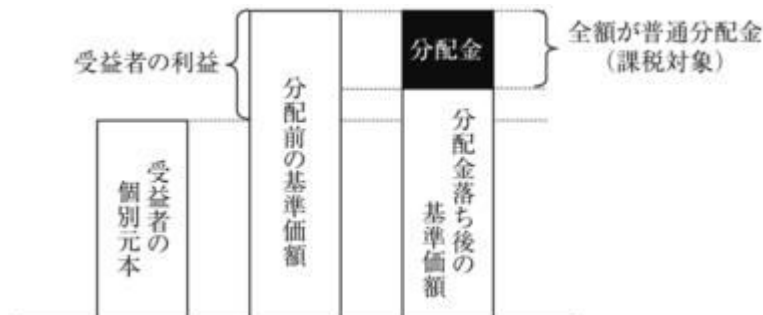 受益者の利益
分配金
全額が普通分配金
（課税対象）
受益者の
個別元本
分配前の基準価額
分配金落ち後の
基準価額